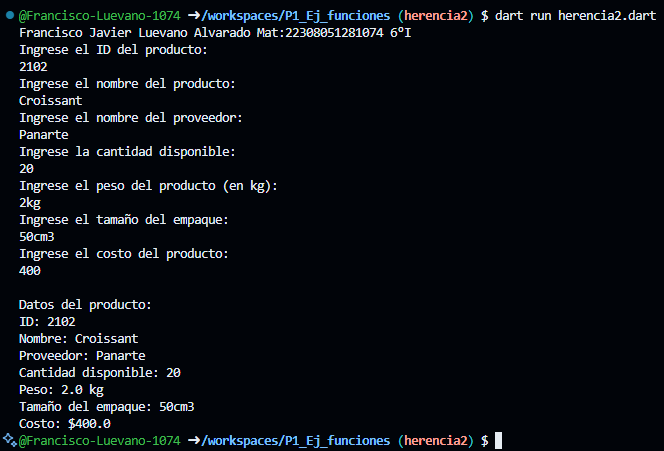 @Francisco-Luevano-1074 ➜/workspaces/P1_Ej_funciones (herencia2) $ dart run herencia2.dart
Francisco Javier Luevano Alvarado Mat:22308051281074 6°I
Ingrese el ID del producto:
2102
Ingrese el nombre del producto:
Croissant
Ingrese el nombre del proveedor:
Panarte
Ingrese la cantidad disponible:
20
Ingrese el peso del producto (en kg):
2kg
Ingrese el tamaño del empaque:
50cm3
Ingrese el costo del producto:
400
Datos del producto:
ID: 2102
Nombre: Croissant
Proveedor: Panarte
Cantidad disponible: 20
Peso: 2.0 kg
Tamaño del empaque: 50cm3
Costo: $400.0
@Francisco-Luevano-1074 ➜/workspaces/P1_Ej_funciones (herencia2) $